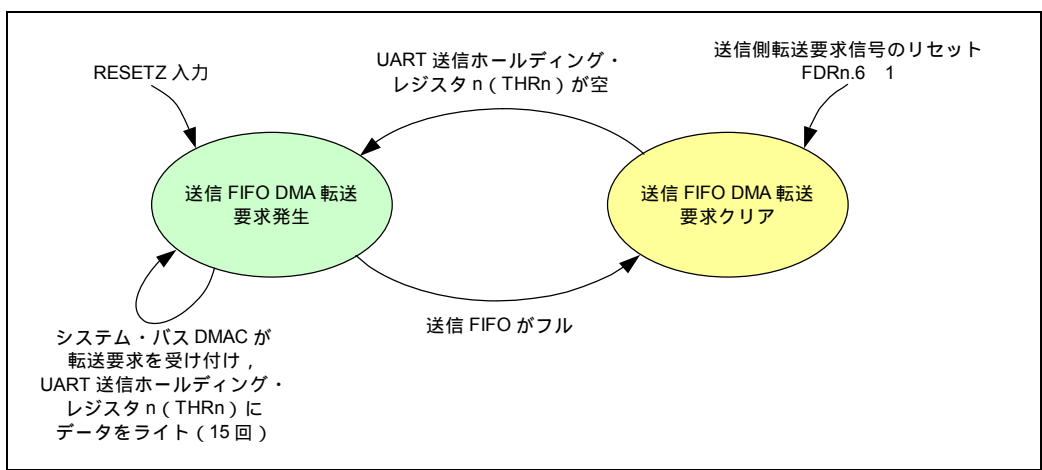 RESETZ 入力
UART 送信ホールディング・
レジスタ n ( THRn ) が空
送信側転送要求信号のリセット
FDRn.6 1
送信 FIFO DMA 転送
要求発生
送信 FIFO DMA 転送
要求クリア
送信 FIFO がフル
システム・バス DMAC が
転送要求を受け付け ,
UART 送信ホールディング・
レジスタ n ( THRn ) に
データをライト ( 15 回 )